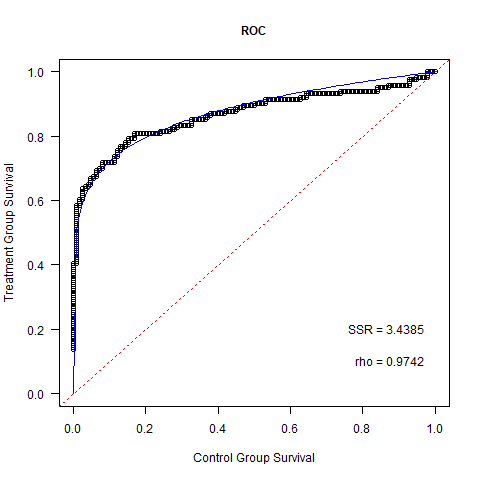 ROC
Treatment Group Survival
1.0
0.8
0.6
0.4
0.2
0.0
SSR = 3.4385
rho = 0.9742
0.0 0.2 0.4 0.6 0.8 1.0
Control Group Survival